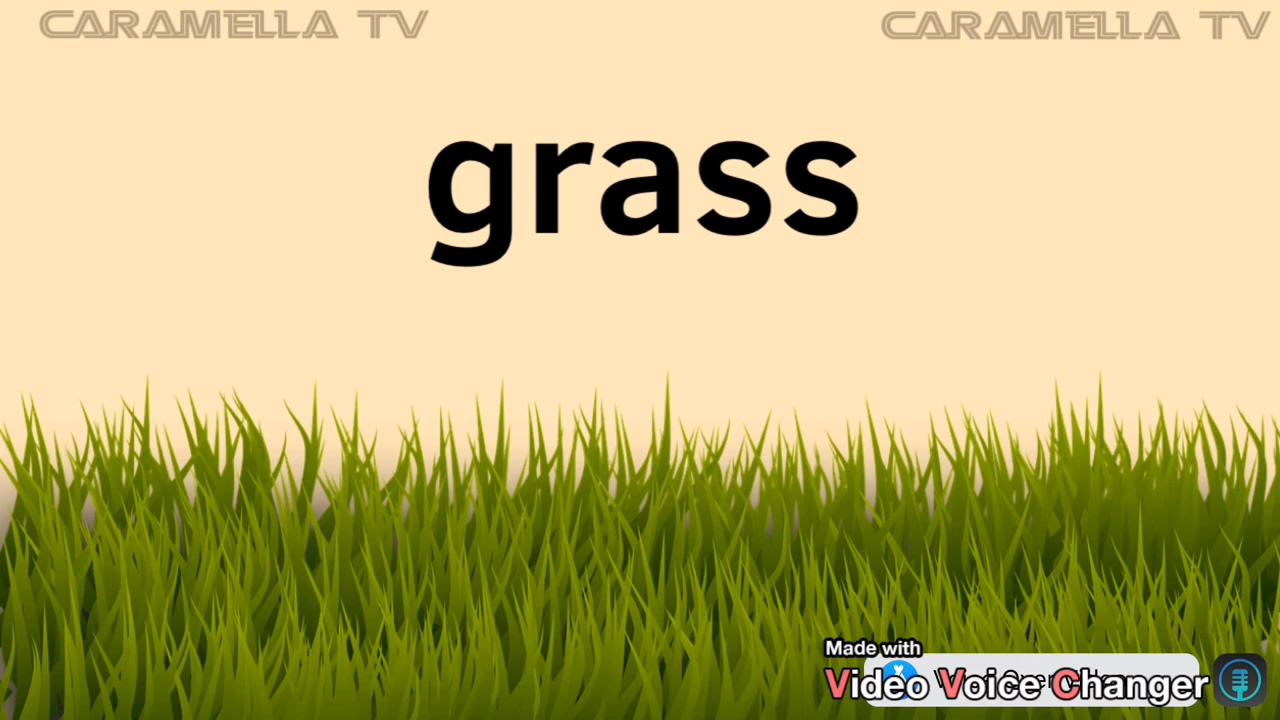 CARAMELLA TV
CARAMELLA TV
grass
Made with
Video Voice Changer